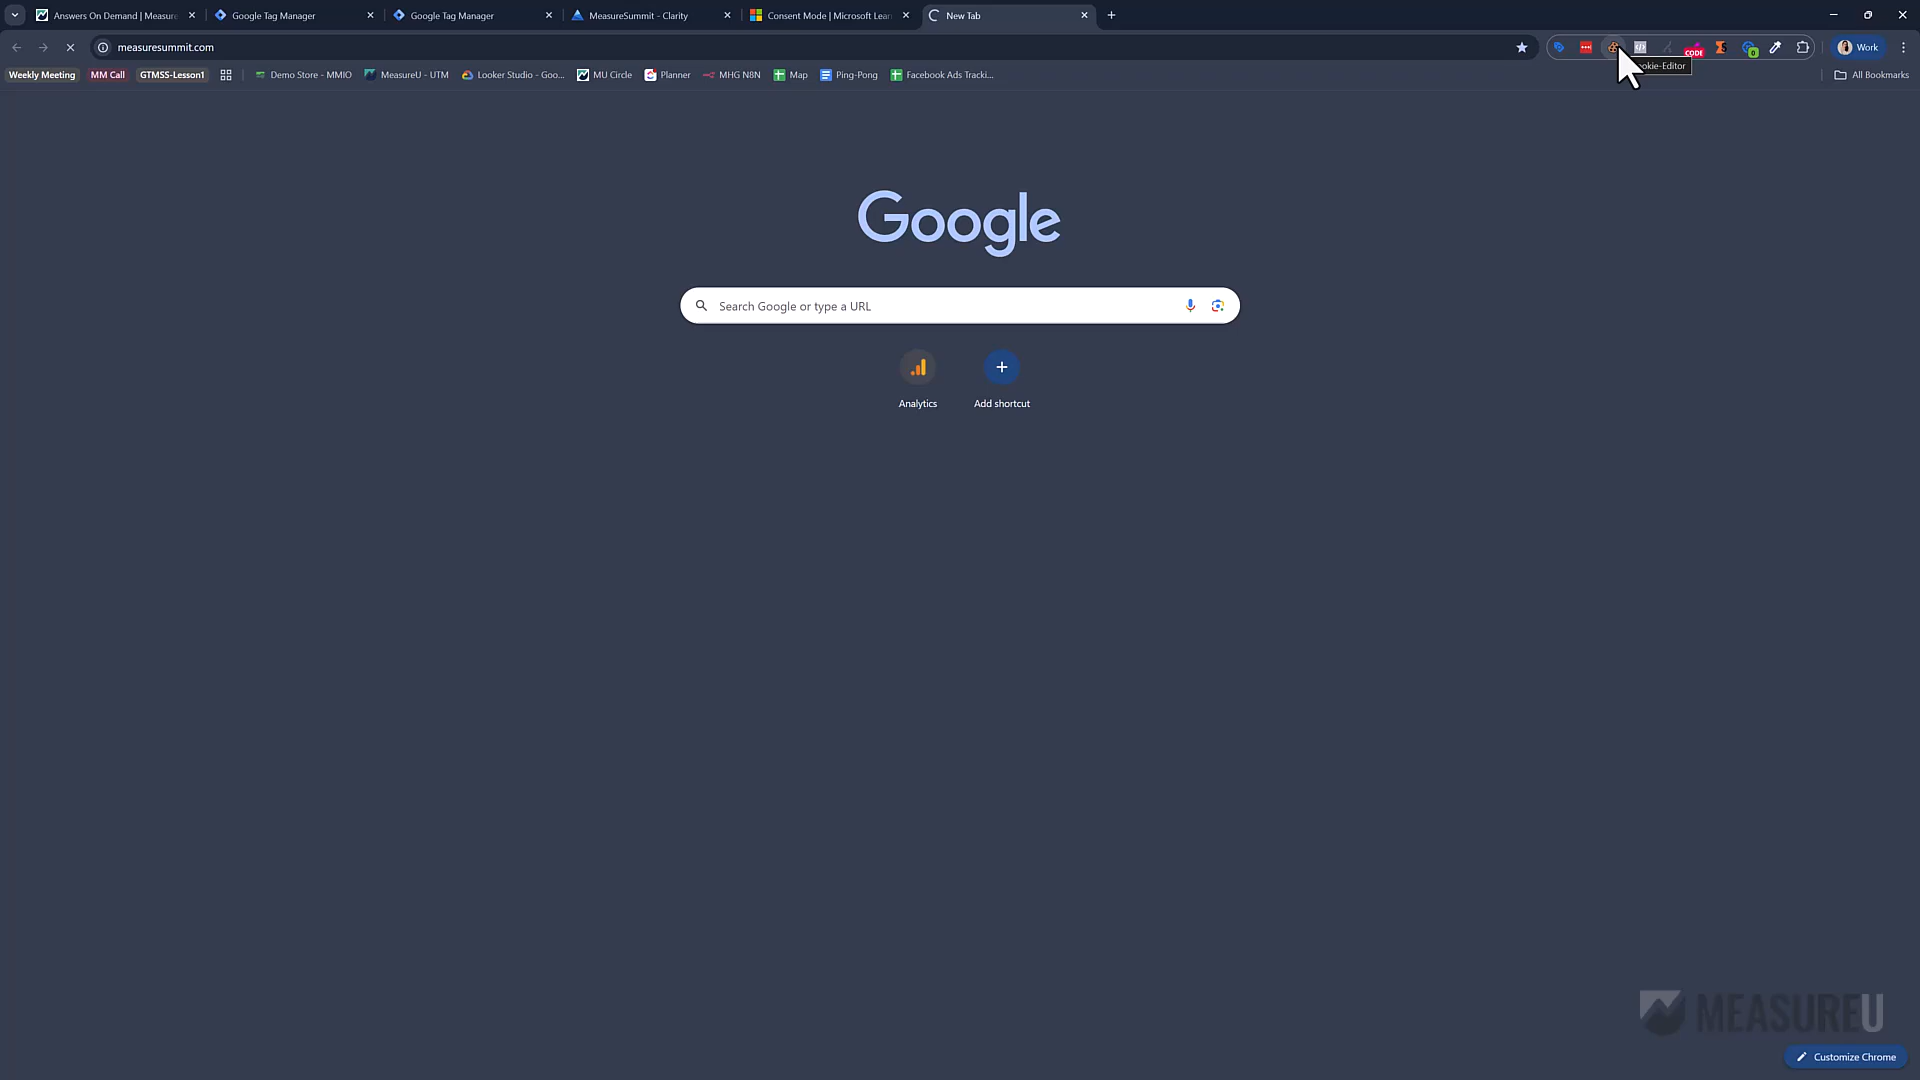 Answers On Demand | Measure
Google Tag Manager
Google Tag Manager
MeasureSummit - Clarity
Consent Mode | Microsoft Lear
New Tab
measuresummit.com
CODE
0
Work
okie-Editor
Weekly Meeting
MM Call
GTMSS-Lesson1
Demo Store - MMIO
MeasureU - UTM
Looker Studio - Goo...
MU Circle
Planner
MHG N8N
Map
Ping-Pong
Facebook Ads Tracki...
All Bookmarks
Google
Search Google or type a URL
Analytics
Add shortcut
MEASUREU
Customize Chrome